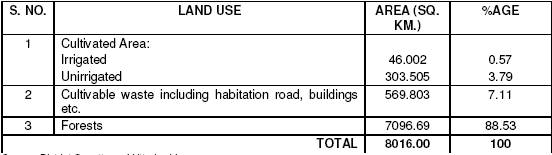 S. NO. LAND USE AREA (SQ. KM.) %AGE
1 Cultivated Area:
Irrigated 46.002 0.57
Unirrigated 303.505 3.79
2 Cultivable waste including habitation road, buildings etc. 569.803 7.11
3 Forests 7096.69 88.53
TOTAL 8016.00 100